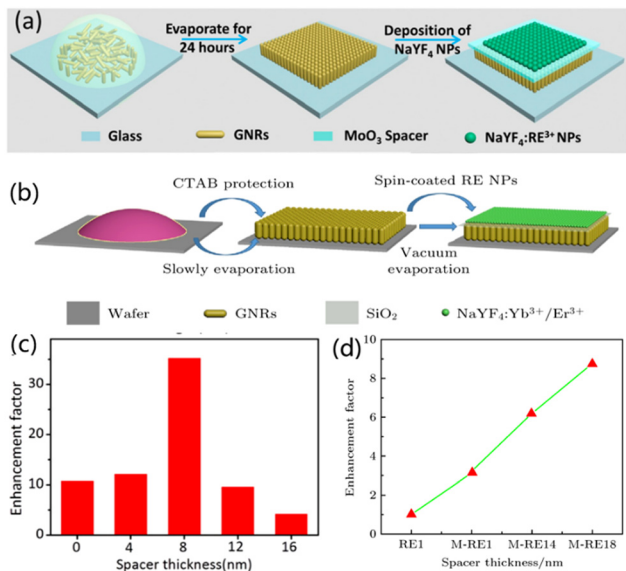 (a)
Evaporate for
24 hours
Deposition of
NaYF₄ NPs
Glass
GNRs
MoO₃ Spacer
NaYF₄:RE³⁺NPs
(b)
CTAB protection
Spin-coated RE NPs
Slowly evaporation
Vacuum
evaporation
Wafer
GNRs
SiO₂
NaYF₄:Yb³⁺/Er³⁺
(c)
Enhancement factor
30
20
10
0
0 4 8 12 16
Spacer thickness(nm)
(d)
Enhancement factor
10
8
6
4
2
0
RE1 M-RE1 M-RE14 M-RE18
Spacer thickness/nm